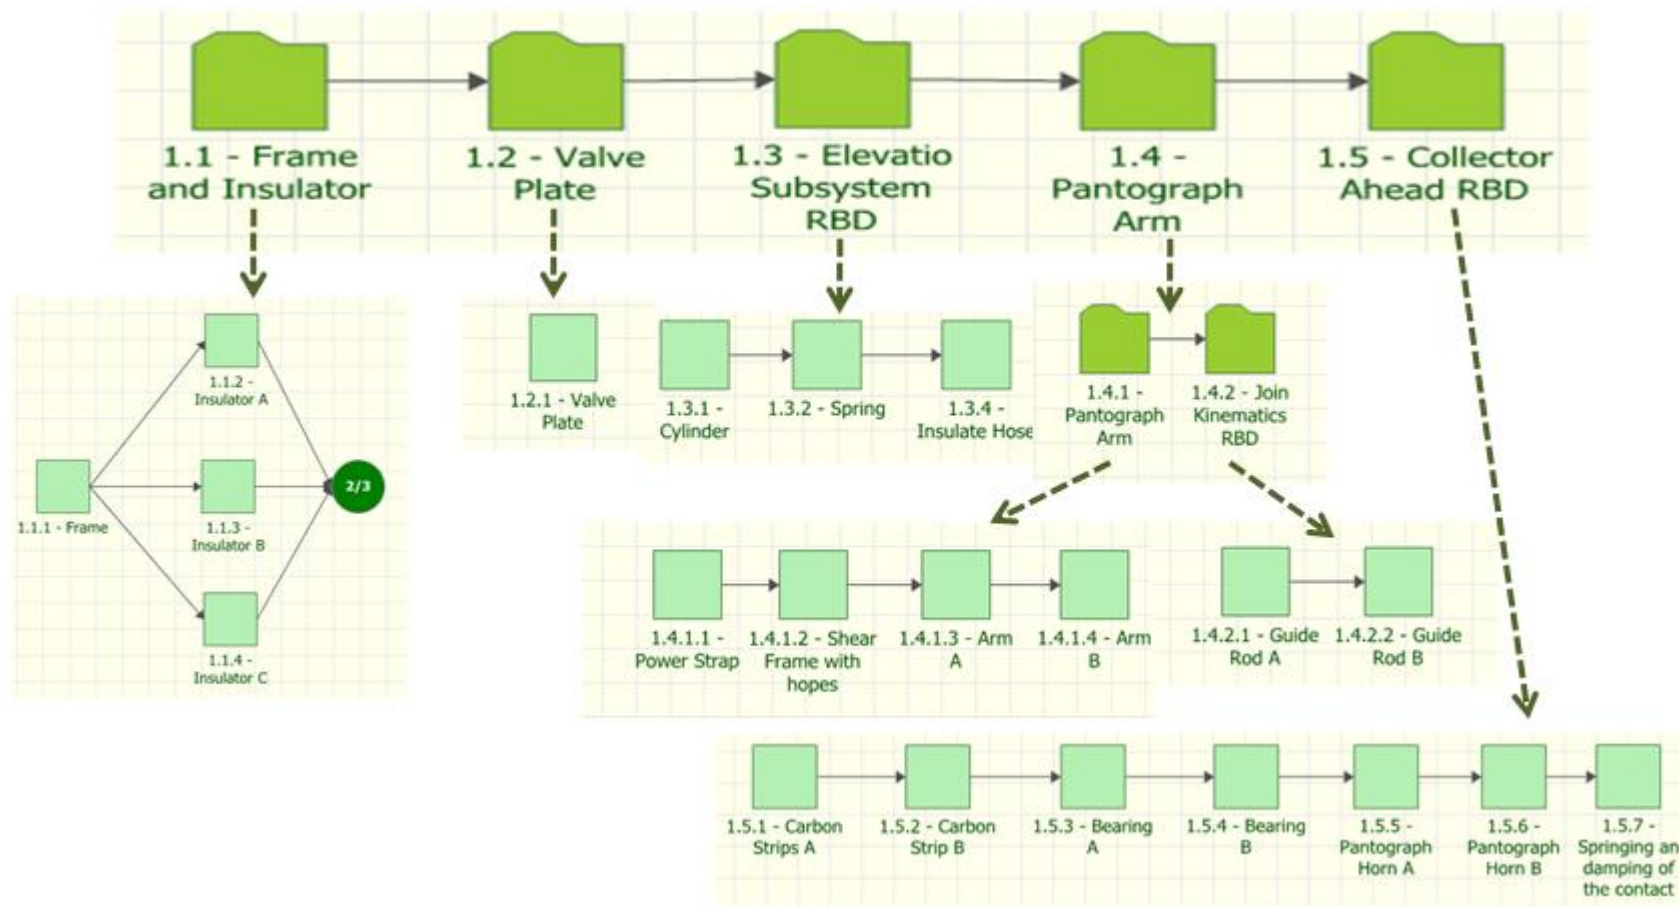 1.1 - Frame
and Insulator
1.2 - Valve
Plate
1.3 - Elevatio
Subsystem
RBD
1.4 -
Pantograph
Arm
1.5 - Collector
Ahead RBD
1.1.2 -
Insulator A
1.1.1 - Frame
1.1.3 -
Insulator B
2/3
1.1.4 -
Insulator C
1.2.1 - Valve
Plate
1.3.1 -
Cylinder
1.3.2 - Spring
1.3.4 -
Insulate Hose
1.4.1 -
Pantograph
Arm
1.4.2 - Join
Kinematics
RBD
1.4.1.1 -
Power Strap
1.4.1.2 - Shear
Frame with
hopes
1.4.1.3 - Arm
A
1.4.1.4 - Arm
B
1.4.2.1 - Guide
Rod A
1.4.2.2 - Guide
Rod B
1.5.1 - Carbon
Strips A
1.5.2 - Carbon
Strip B
1.5.3 - Bearing
A
1.5.4 - Bearing
B
1.5.5 -
Pantograph
Horn A
1.5.6 -
Pantograph
Horn B
1.5.7 -
Springing an
damping of
the contact